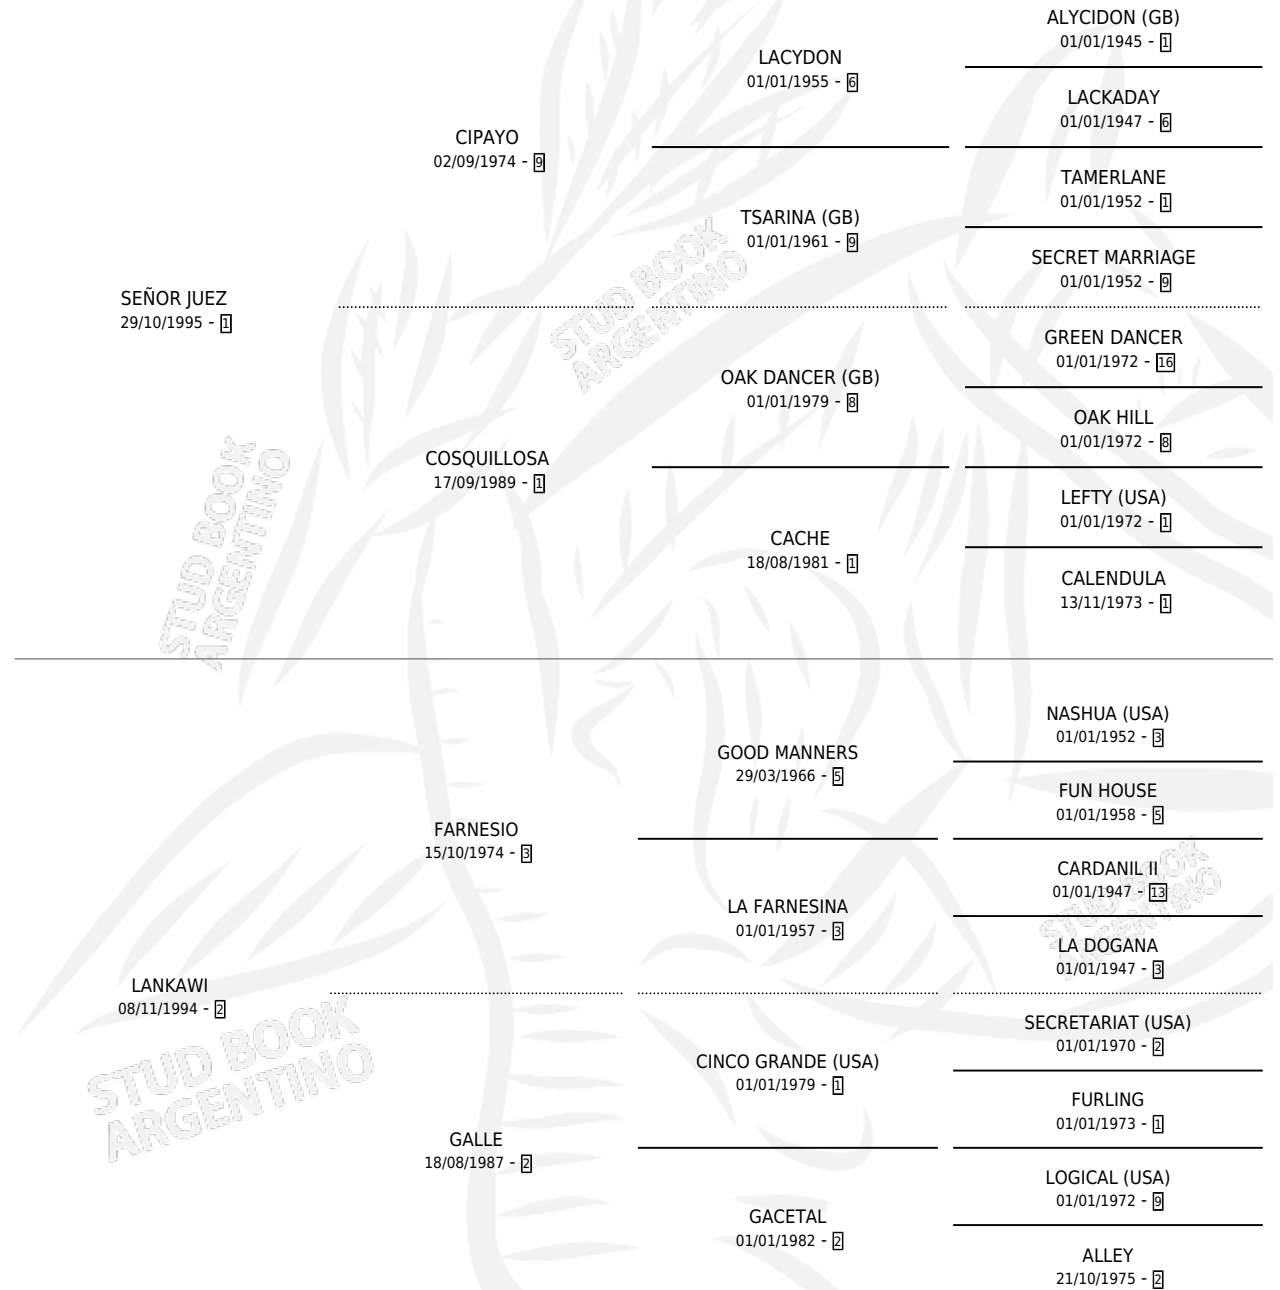 ALYCIDON (GB)
01/01/1945 - 1
LACYDON
01/01/1955 - 6
LACKADAY
01/01/1947 - 6
CIPAYO
02/09/1974 - 9
TAMERLANE
01/01/1952 - 1
TSARINA (GB)
01/01/1961 - 9
SECRET MARRIAGE
01/01/1952 - 9
SEÑOR JUEZ
29/10/1995 - 1
GREEN DANCER
01/01/1972 - 16
OAK DANCER (GB)
01/01/1979 - 8
OAK HILL
01/01/1972 - 8
COSQUILLOSA
17/09/1989 - 1
LEFTY (USA)
01/01/1972 - 1
CACHE
18/08/1981 - 1
CALENDULA
13/11/1973 - 1
NASHUA (USA)
01/01/1952 - 3
GOOD MANNERS
29/03/1966 - 5
FUN HOUSE
01/01/1958 - 5
FARNESIO
15/10/1974 - 3
CARDANIL II
01/01/1947 - 13
LA FARNESINA
01/01/1957 - 3
LA DOGANA
01/01/1947 - 3
LANKAWI
08/11/1994 - 2
SECRETARIAT (USA)
01/01/1970 - 2
CINCO GRANDE (USA)
01/01/1979 - 1
FURLING
01/01/1973 - 1
GALLE
18/08/1987 - 2
LOGICAL (USA)
01/01/1972 - 9
GACETAL
01/01/1982 - 2
ALLEY
21/10/1975 - 2
STUD BOOK
ARGENTINO
STUD BOOK
ARGENTINO
STUD BOOK
ARGENTINO
STUD BOOK
ARGENTINO